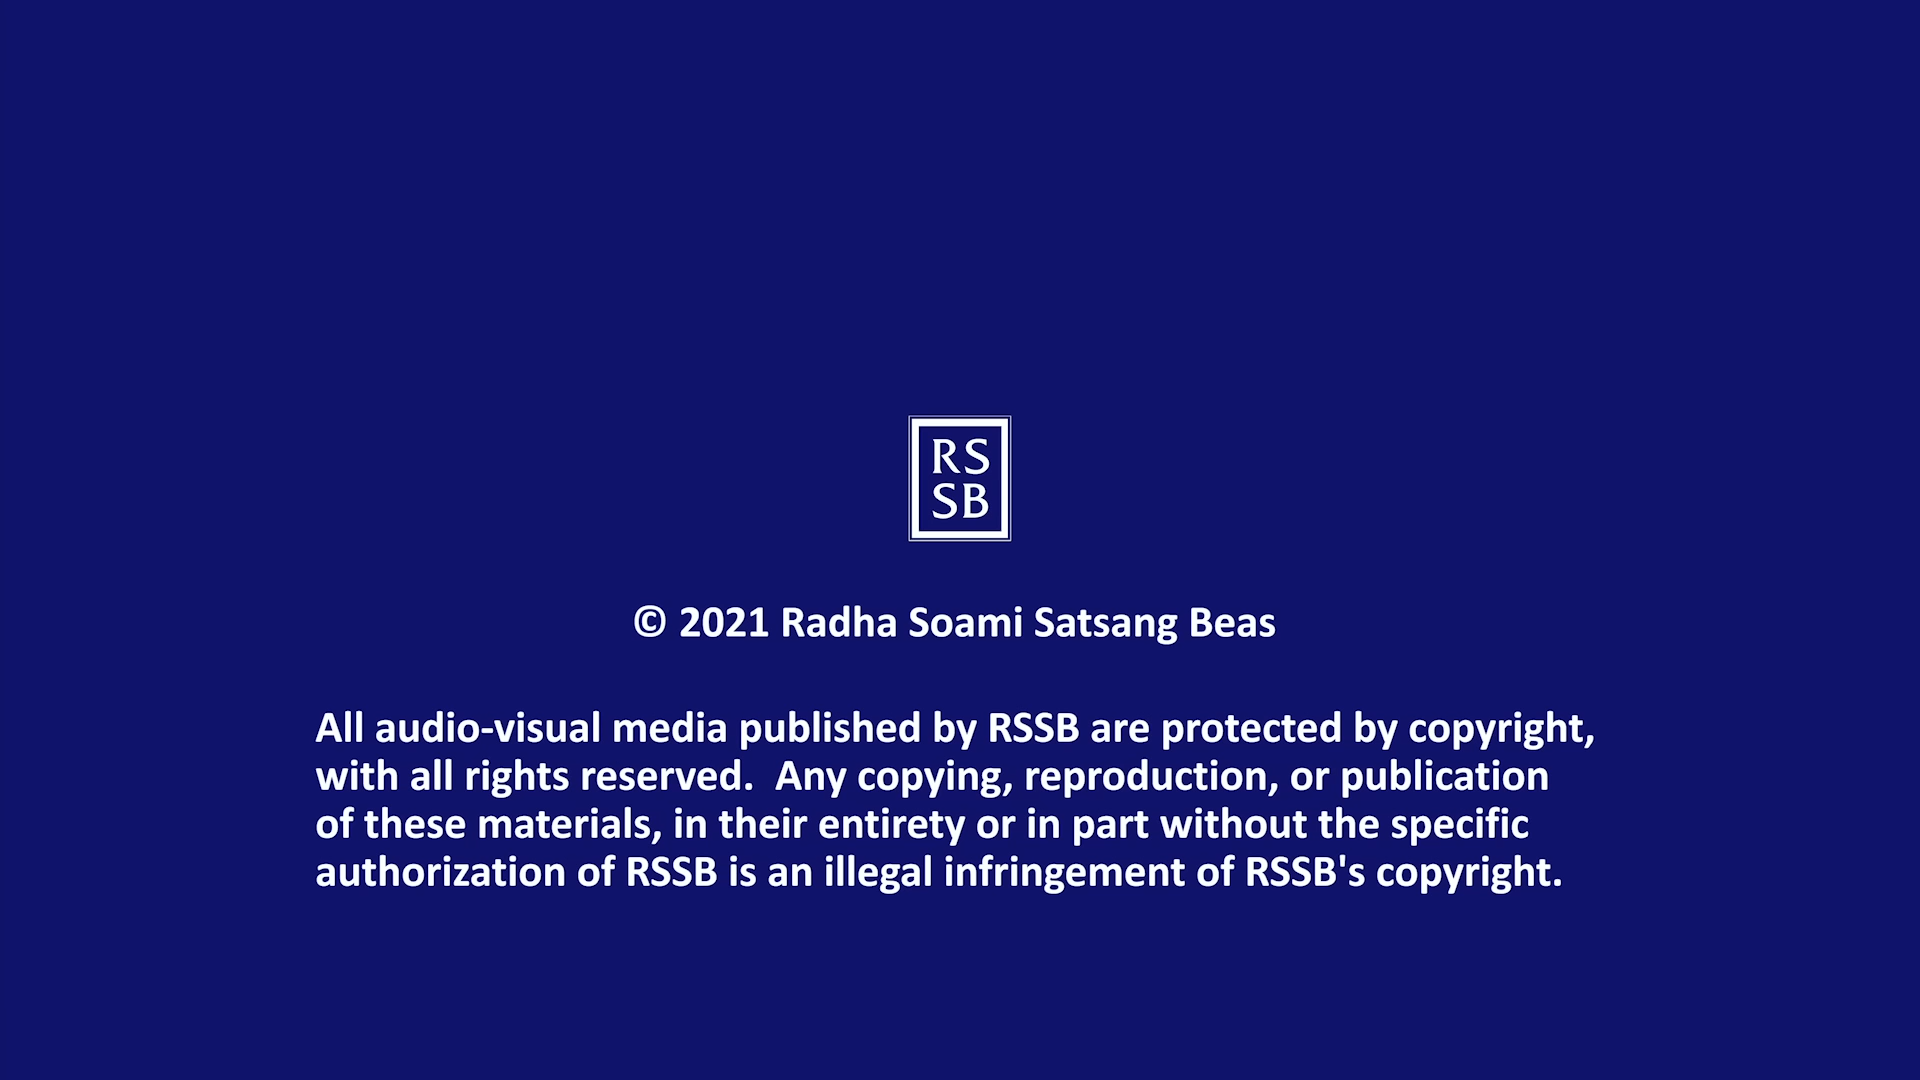 RS
SB
© 2021 Radha Soami Satsang Beas
All audio-visual media published by RSSB are protected by copyright,
with all rights reserved.  Any copying, reproduction, or publication
of these materials, in their entirety or in part without the specific
authorization of RSSB is an illegal infringement of RSSB's copyright.